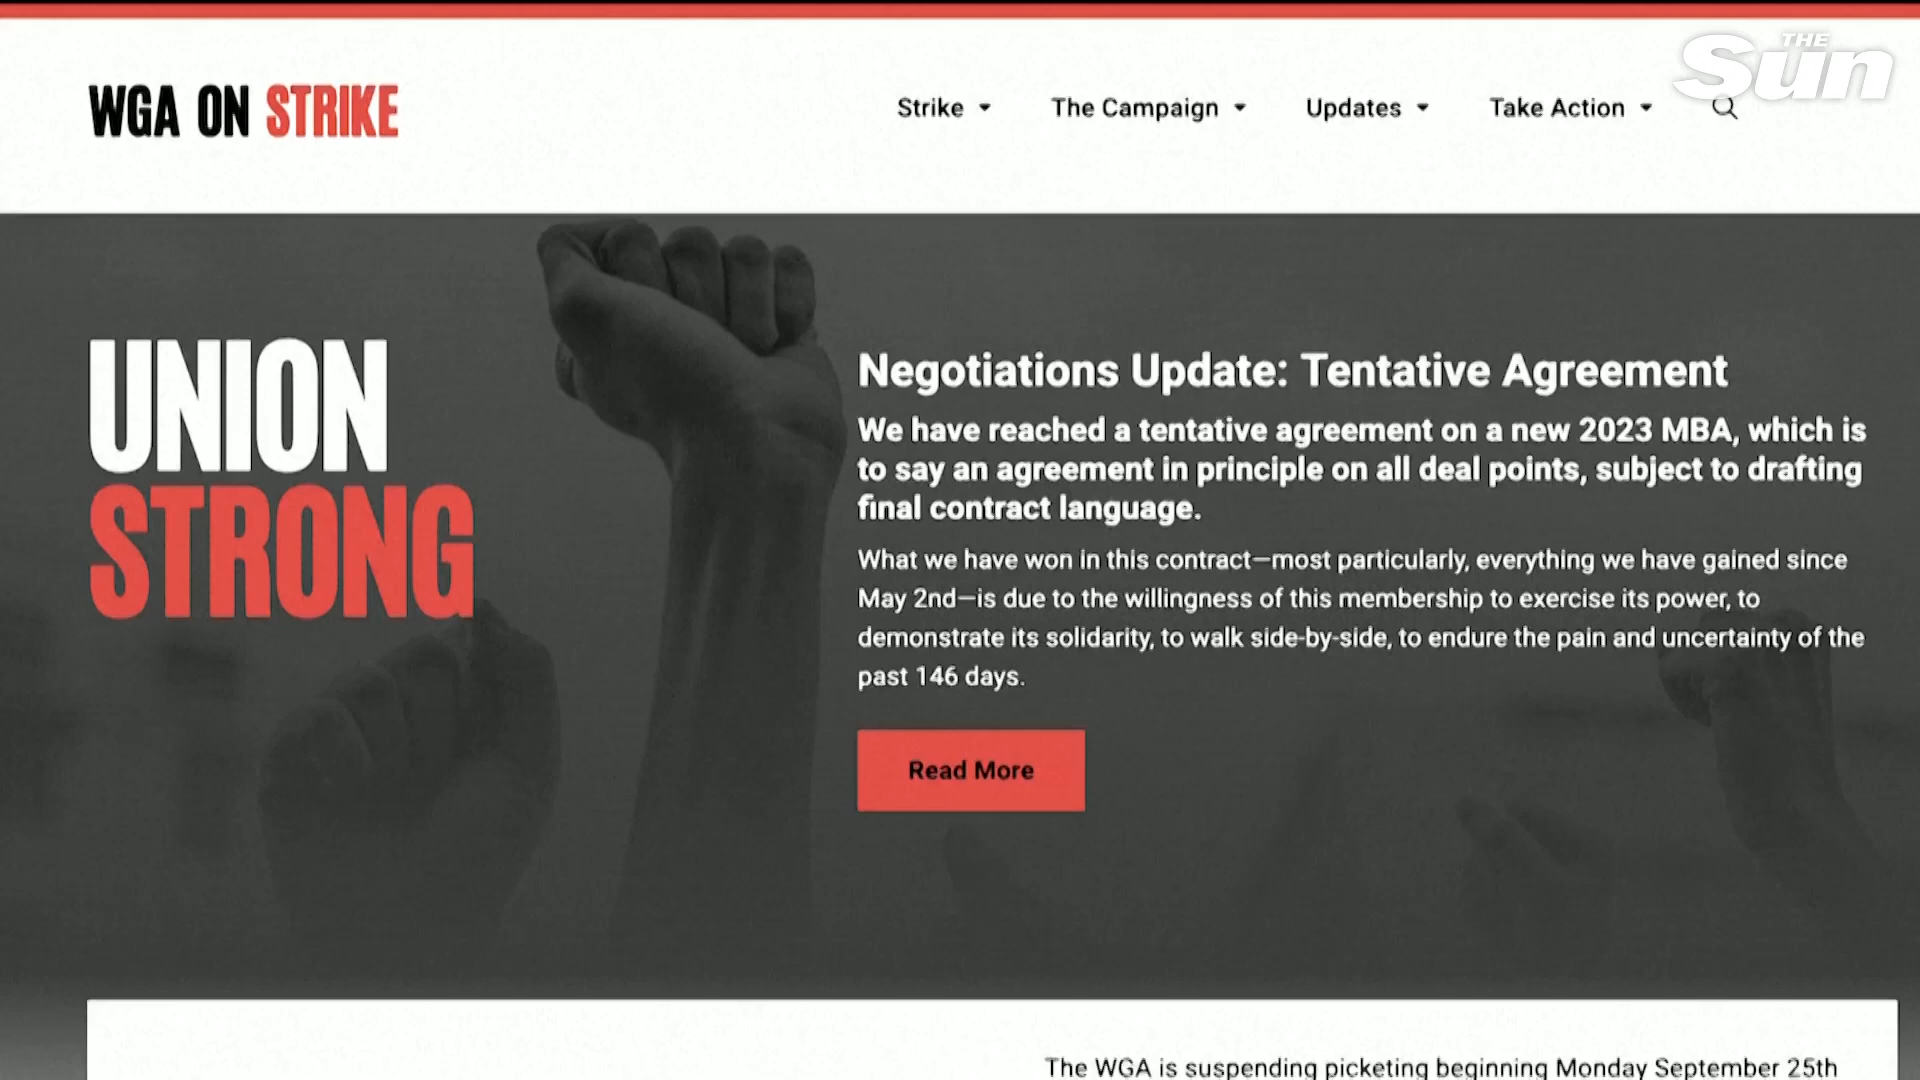 THE
Sun
WGA ON STRIKE
Strike
The Campaign
Updates
Take Action
UNION
STRONG
Negotiations Update: Tentative Agreement
We have reached a tentative agreement on a new 2023 MBA, which is
to say an agreement in principle on all deal points, subject to drafting
final contract language.
What we have won in this contract—most particularly, everything we have gained since
May 2nd—is due to the willingness of this membership to exercise its power, to
demonstrate its solidarity, to walk side-by-side, to endure the pain and uncertainty of the
past 146 days.
Read More
The WGA is suspending picketing beginning Monday September 25th